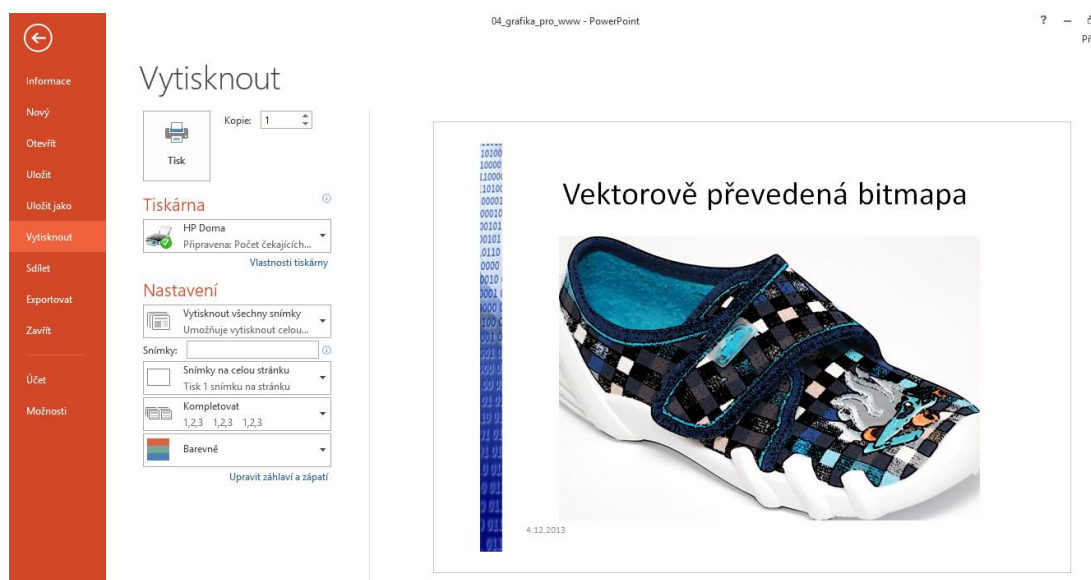 04_grafika_pro_www - PowerPoint
?
Informace
Nový
Otevřít
Uložit
Uložit jako
Vytisknout
Sdílet
Exportovat
Zavřít
Účet
Možnosti
Vytisknout
Tisk
Kopie: 1
Tiskárna
HP Doma
Připravena: Počet čekajících...
Vlastnosti tiskárny
Nastavení
Vytisknout všechny snímky
Umožňuje vytisknout celou...
Snímky:
Snímky na celou stránku
Tisk 1 snímku na stránku
Kompletovat
1,2,3 1,2,3 1,2,3
Barevně
Upravit záhlaví a zápatí
Vektorově převedená bitmapa
4.12.2013